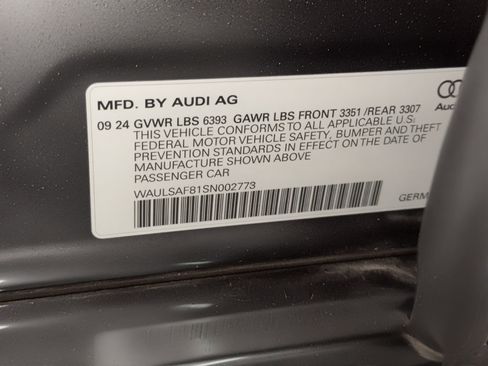 MFD. BY AUDI AG
09 24 GVWR LBS 6393 GAWR LBS FRONT 3351 /REAR 3307
THIS VEHICLE CONFORMS TO ALL APPLICABLE U.S.
FEDERAL MOTOR VEHICLE SAFETY, BUMPER AND THEFT
PREVENTION STANDARDS IN EFFECT ON THE DATE OF
MANUFACTURE SHOWN ABOVE
PASSENGER CAR
WAULSAF81SN002773
Aud
GERM